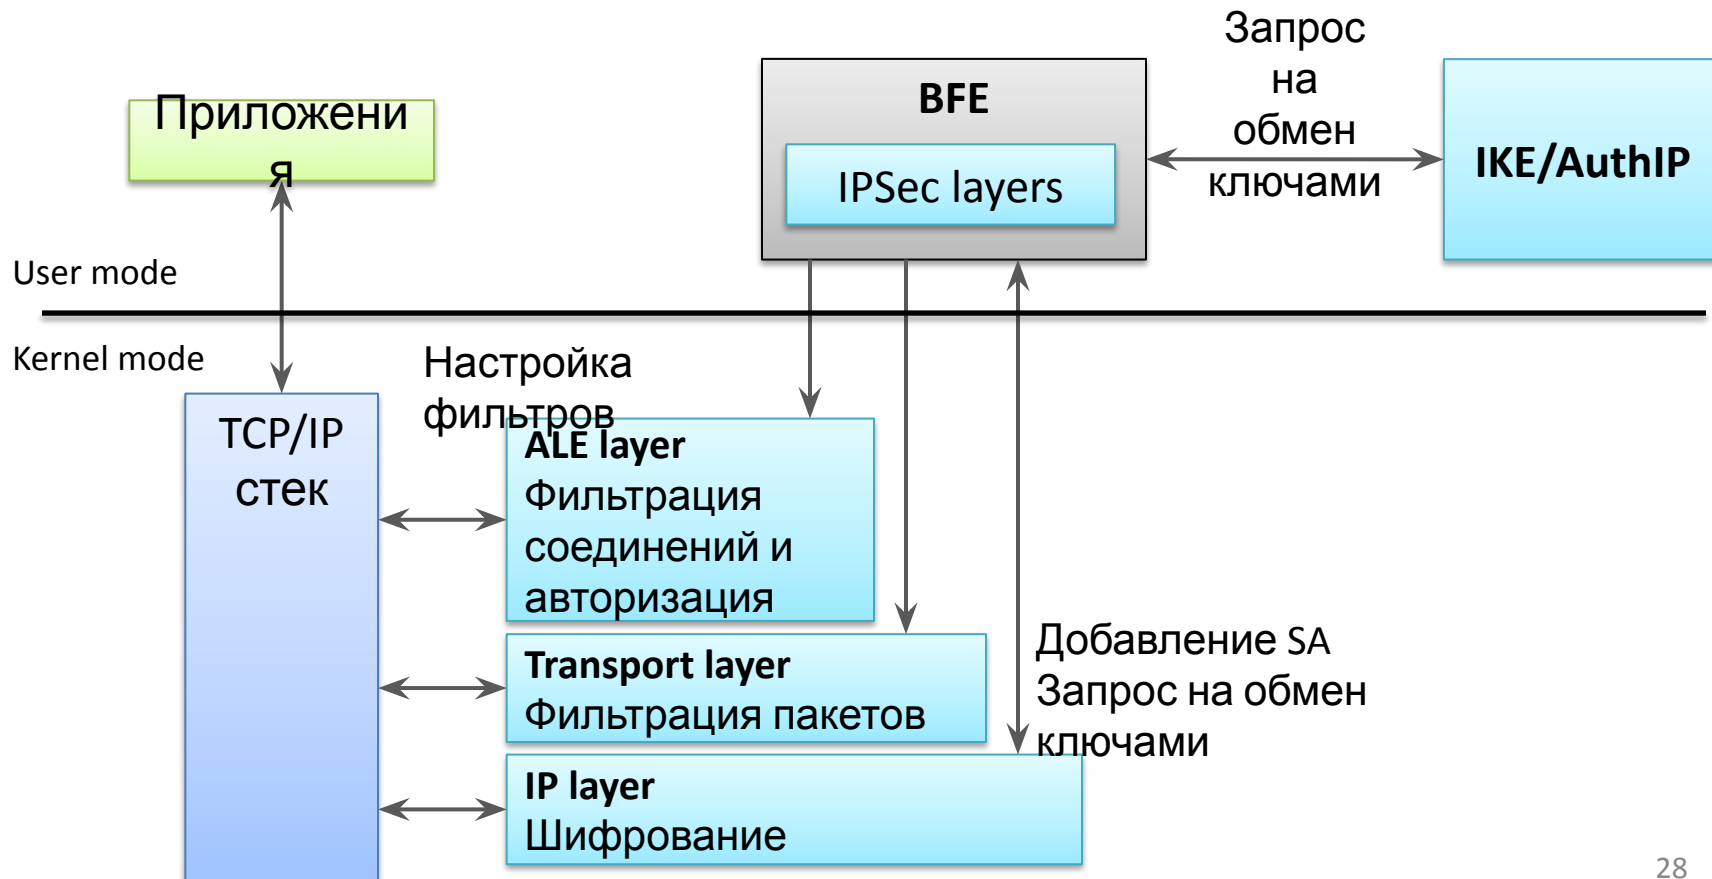 Приложени
я
BFE
IPSec layers
Запрос
на
обмен
ключами
IKE/AuthIP
User mode
Kernel mode
TCP/IP
стек
Настройка
фильтров
ALE layer
Фильтрация
соединений и
авторизация
Transport layer
Фильтрация пакетов
IP layer
Шифрование
Добавление SA
Запрос на обмен
ключами
28